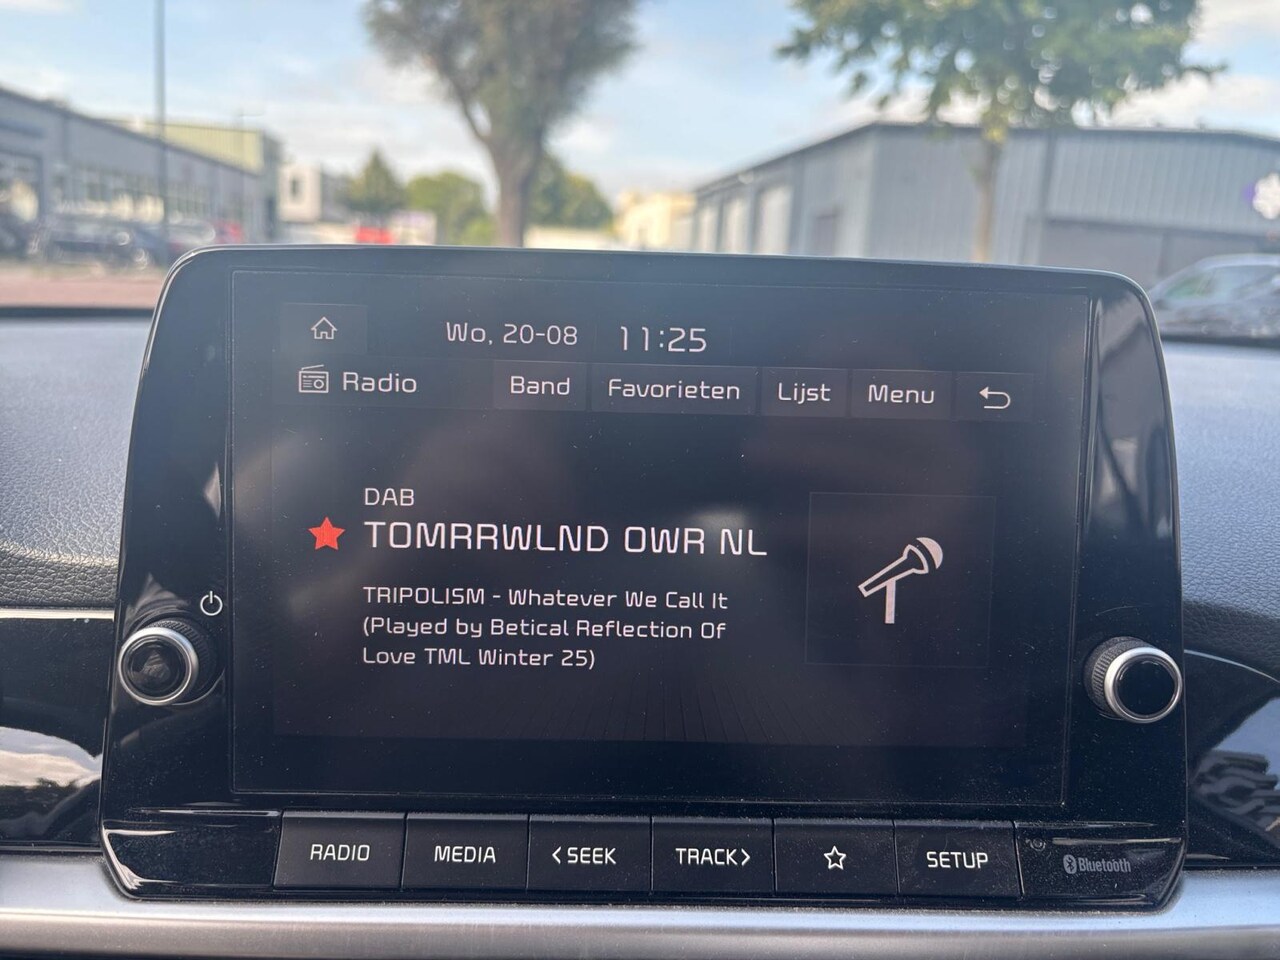 Wo, 20-08 11:25
Radio Band Favorieten Lijst Menu
DAB
TOMRRWLND OWR NL
TRIPOLISM - Whatever We Call It
(Played by Betical Reflection Of
Love TML Winter 25)
RADIO MEDIA <SEEK TRACK> SETUP Bluetooth